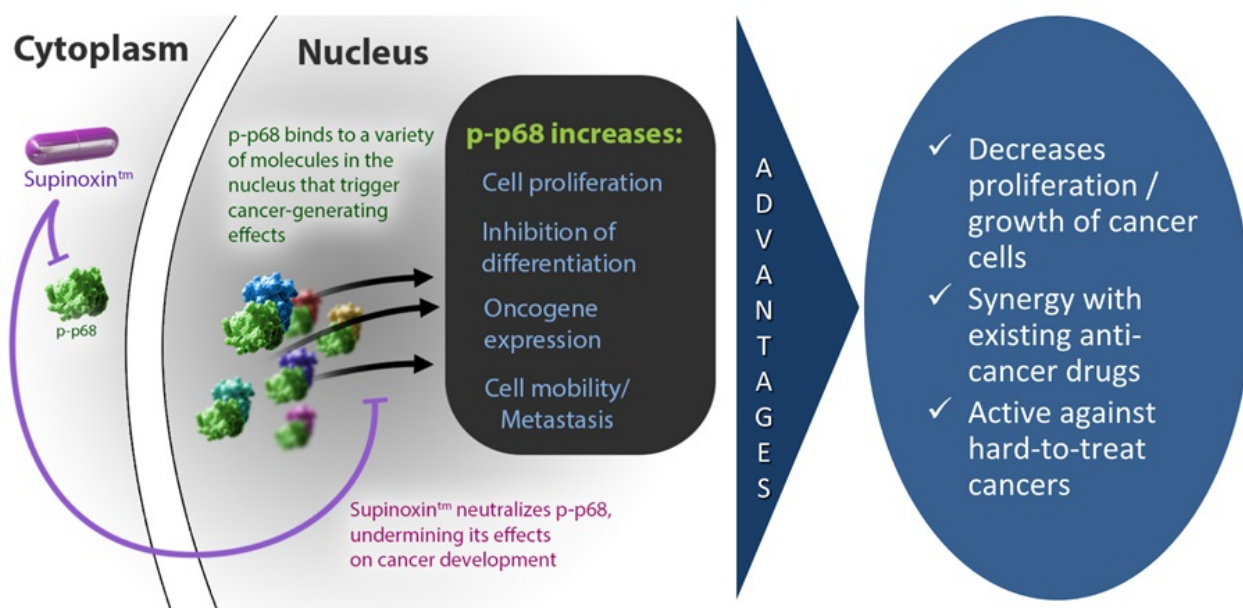 Cytoplasm
Nucleus
Supinoxin™
p-p68
p-p68 binds to a variety
of molecules in the
nucleus that trigger
cancer-generating
effects
p-p68 increases:
Cell proliferation
Inhibition of
differentiation
Oncogene
expression
Cell mobility/
Metastasis
Supinoxin™ neutralizes p-p68,
undermining its effects
on cancer development
ADVANTAGES
✓ Decreases
proliferation /
growth of cancer
cells
✓ Synergy with
existing anti-
cancer drugs
✓ Active against
hard-to-treat
cancers